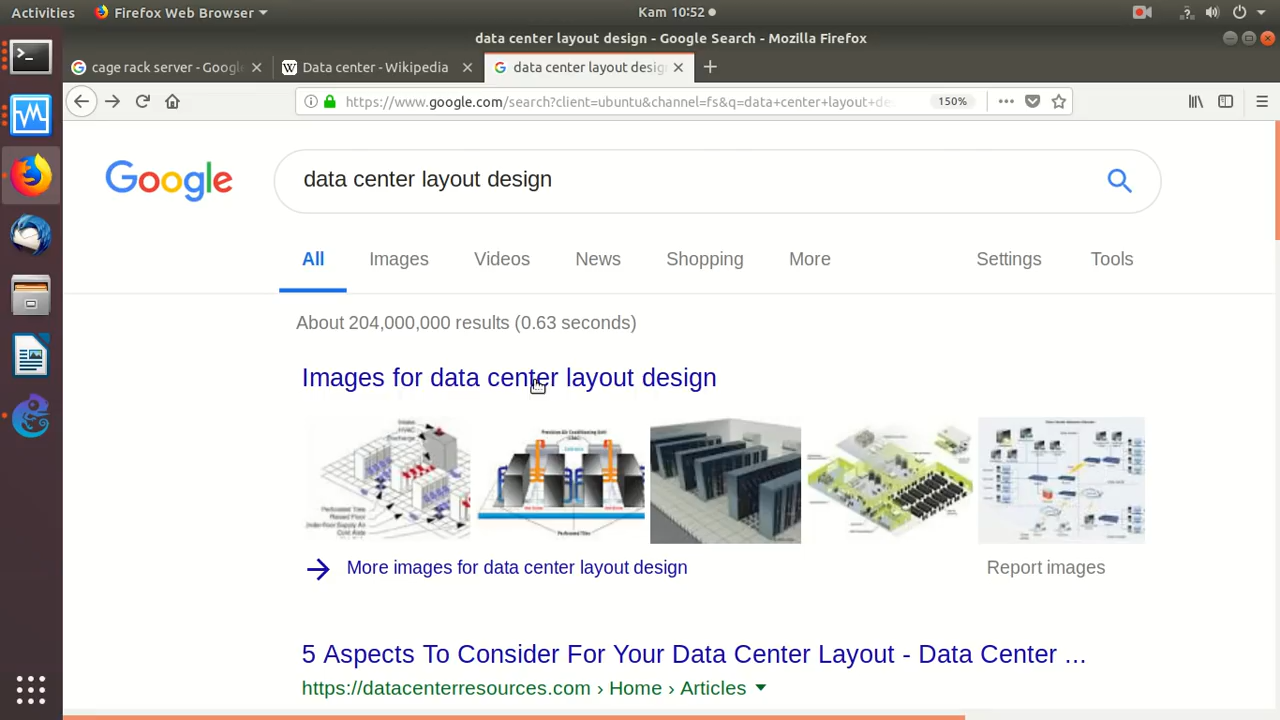 Activities Firefox Web Browser Kam 10:52
data center layout design - Google Search - Mozilla Firefox
cage rack server - Googl Data center - Wikipedia data center layout desig
https://www.google.com/search?client=ubuntu&channel=fs&q=data+center+layout+de 150%
Google data center layout design
All Images Videos News Shopping More Settings Tools
About 204,000,000 results (0.63 seconds)
Images for data center layout design
More images for data center layout design Report images
5 Aspects To Consider For Your Data Center Layout - Data Center ...
https://datacenterresources.com › Home › Articles